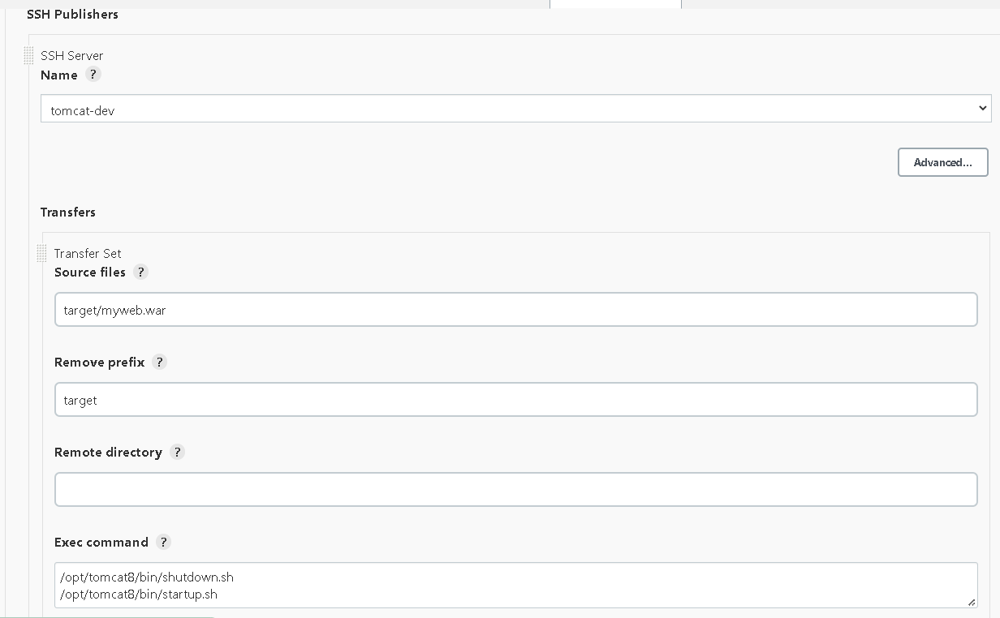 SSH Publishers
SSH Server
Name ?
tomcat-dev
Advanced...
Transfers
Transfer Set
Source files ?
target/myweb.war
Remove prefix ?
target
Remote directory ?
Exec command ?
/opt/tomcat8/bin/shutdown.sh
/opt/tomcat8/bin/startup.sh